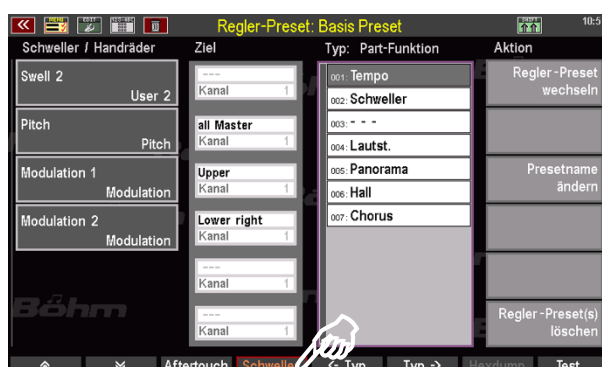 Regler-Preset: Basis Preset
10:5
Schweller / Handräder
Ziel
Typ: Part-Funktion
Aktion
Swell 2
User 2
Pitch
Pitch
Modulation 1
Modulation
Modulation 2
Modulation
---
Kanal 1
all Master
Kanal 1
Upper
Kanal 1
Lower right
Kanal 1
---
Kanal 1
---
Kanal 1
001: Tempo
002: Schweller
003: - - -
004: Lautst.
005: Panorama
006: Hall
007: Chorus
Regler-Preset
wechseln
Presetname
ändern
Regler-Preset(s)
löschen
Böhm
Aftertouch Schwelle <- Typ Typ -> Hexdump Test